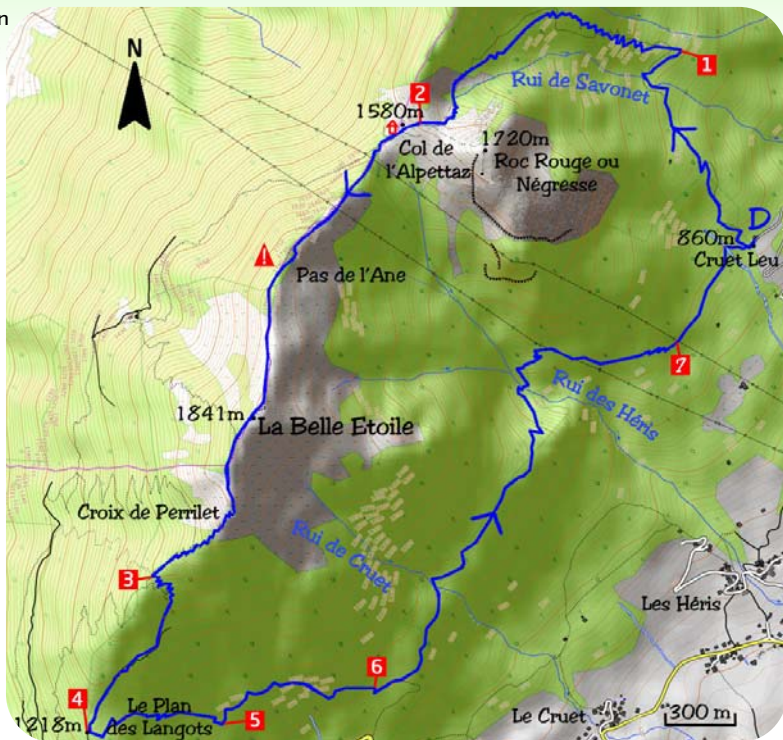 n
N
1
Rui de Savonet
2
1580m
Col de
l'Alpettaz
1720m
Roc Rouge ou
Négresse
D
860m
Cruet Leu
!
Pas de l'Ane
7
Rui des Héris
1841m
La Belle Etoile
Croix de Perrilet
Rui de Cruet
3
Les Héris
6
4
Le Plan
des Langots
1218m
5
Le Cruet
300 m